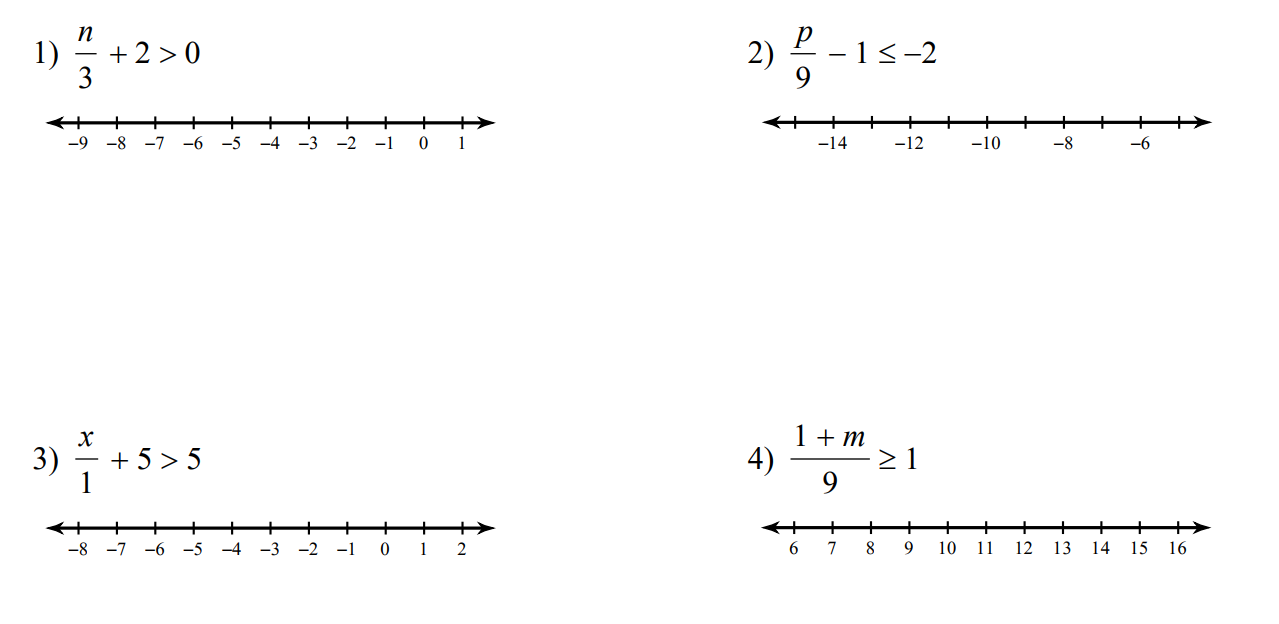 1) n/3 + 2 > 0
−9 −8 −7 −6 −5 −4 −3 −2 −1 0 1
2) p/9 − 1 ≤ −2
−14 −12 −10 −8 −6
3) x/1 + 5 > 5
−8 −7 −6 −5 −4 −3 −2 −1 0 1 2
4) (1 + m)/9 ≥ 1
6 7 8 9 10 11 12 13 14 15 16